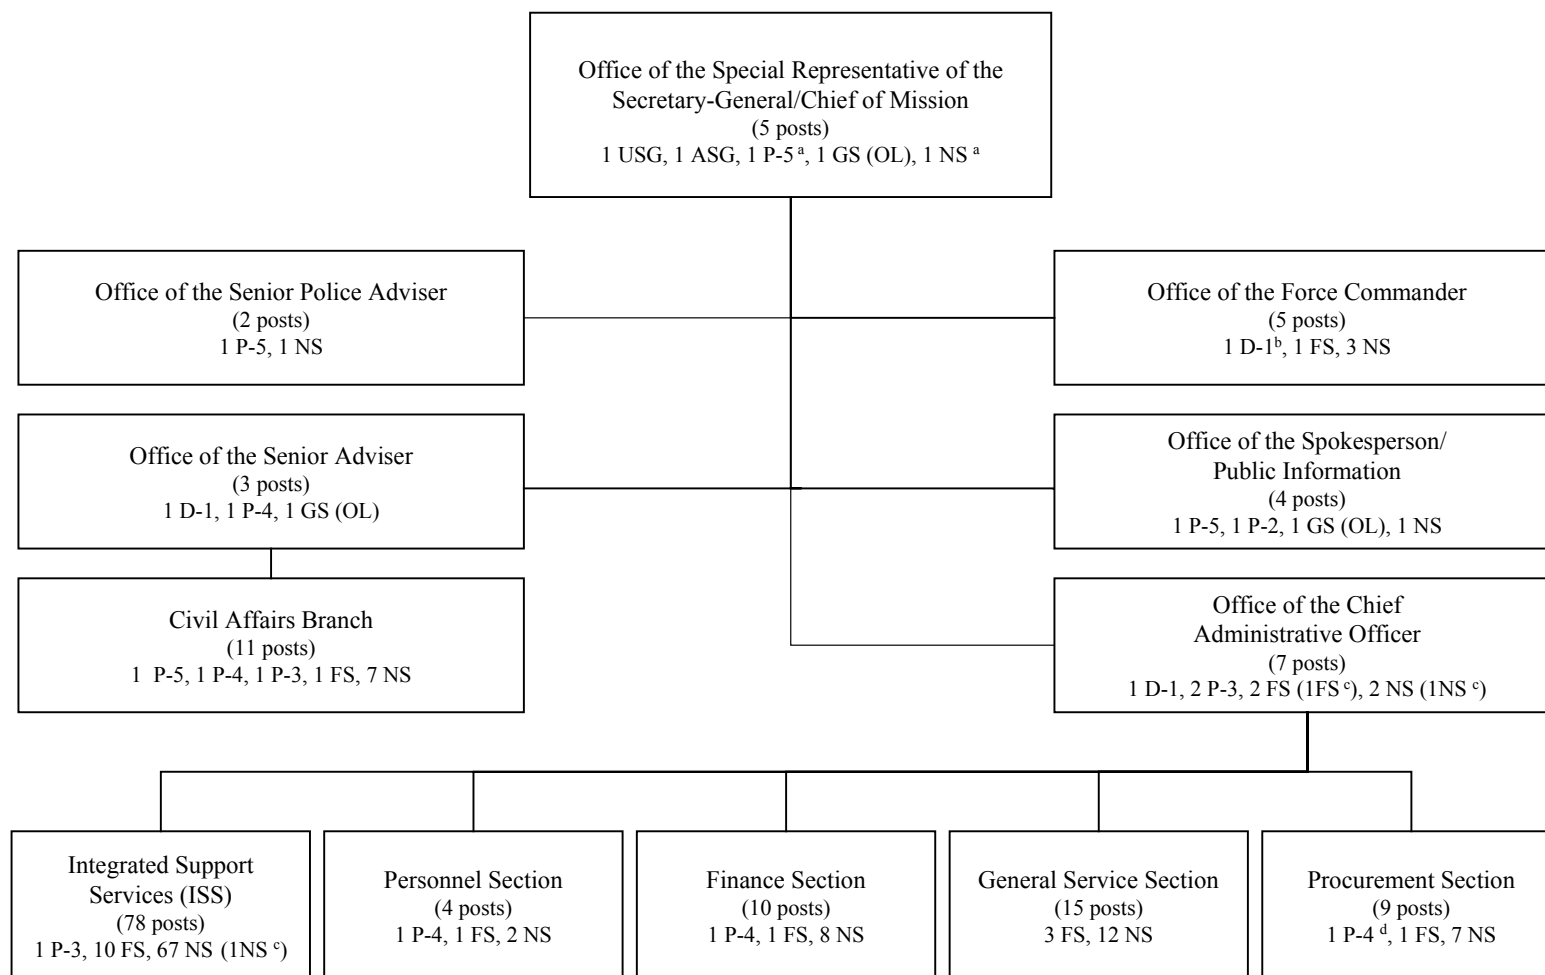 Office of the Special Representative of the
Secretary-General/Chief of Mission
(5 posts)
1 USG, 1 ASG, 1 P-5 a, 1 GS (OL), 1 NS a
Office of the Senior Police Adviser
(2 posts)
1 P-5, 1 NS
Office of the Force Commander
(5 posts)
1 D-1b, 1 FS, 3 NS
Office of the Senior Adviser
(3 posts)
1 D-1, 1 P-4, 1 GS (OL)
Office of the Spokesperson/
Public Information
(4 posts)
1 P-5, 1 P-2, 1 GS (OL), 1 NS
Civil Affairs Branch
(11 posts)
1 P-5, 1 P-4, 1 P-3, 1 FS, 7 NS
Office of the Chief
Administrative Officer
(7 posts)
1 D-1, 2 P-3, 2 FS (1FS c), 2 NS (1NS c)
Integrated Support
Services (ISS)
(78 posts)
1 P-3, 10 FS, 67 NS (1NS c)
Personnel Section
(4 posts)
1 P-4, 1 FS, 2 NS
Finance Section
(10 posts)
1 P-4, 1 FS, 8 NS
General Service Section
(15 posts)
3 FS, 12 NS
Procurement Section
(9 posts)
1 P-4 d, 1 FS, 7 NS